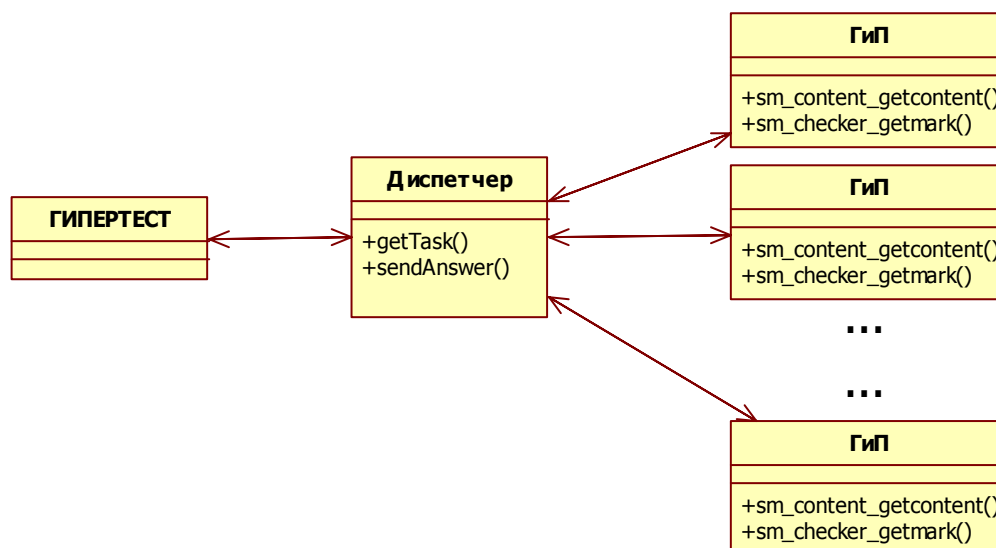 ГИПЕРТЕСТ
Диспетчер
+getTask()
+sendAnswer()
ГиП
+sm_content_getcontent()
+sm_checker_getmark()
ГиП
+sm_content_getcontent()
+sm_checker_getmark()
...
...
ГиП
+sm_content_getcontent()
+sm_checker_getmark()